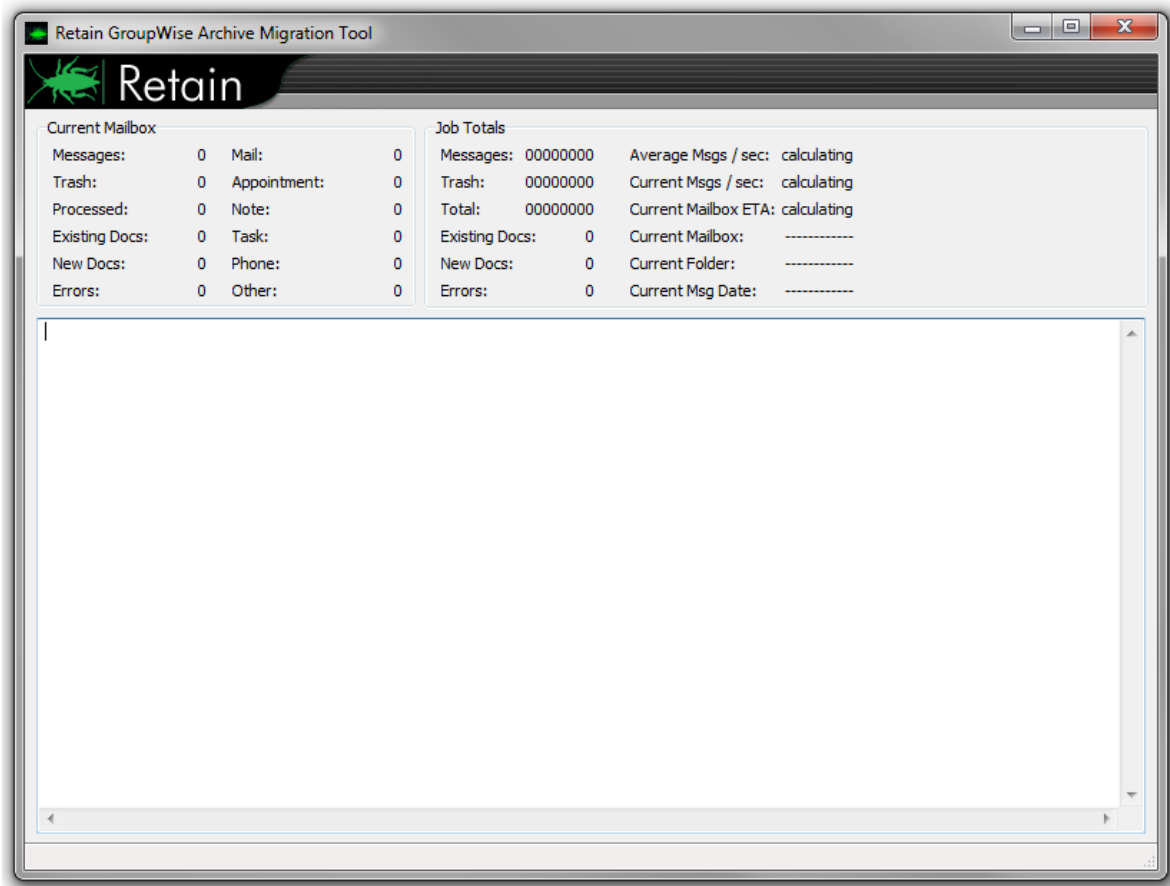 Retain GroupWise Archive Migration Tool
Retain
Current Mailbox
Messages: 0 Mail: 0
Trash: 0 Appointment: 0
Processed: 0 Note: 0
Existing Docs: 0 Task: 0
New Docs: 0 Phone: 0
Errors: 0 Other: 0
Job Totals
Messages: 00000000 Average Msgs / sec: calculating
Trash: 00000000 Current Msgs / sec: calculating
Total: 00000000 Current Mailbox ETA: calculating
Existing Docs: 0 Current Mailbox: ------------
New Docs: 0 Current Folder: ------------
Errors: 0 Current Msg Date: ------------